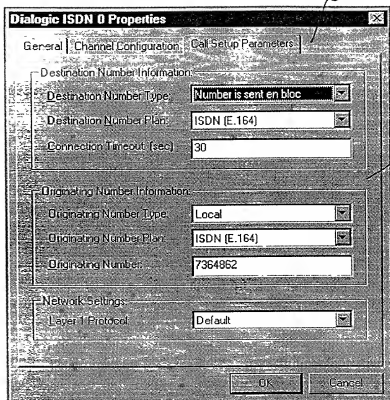 Dialogic ISDN 0 Properties
General Channel Configuration Call Setup Parameters
Destination Number Information:
Destination Number Type: Number is sent en bloc
Destination Number Plan: ISDN (E.164)
Connection Timeout: (sec) 30
Originating Number Information:
Originating Number Type: Local
Originating Number Plan: ISDN (E.164)
Originating Number: 7364862
Network Settings:
Layer 1 Protocol: Default
OK Cancel